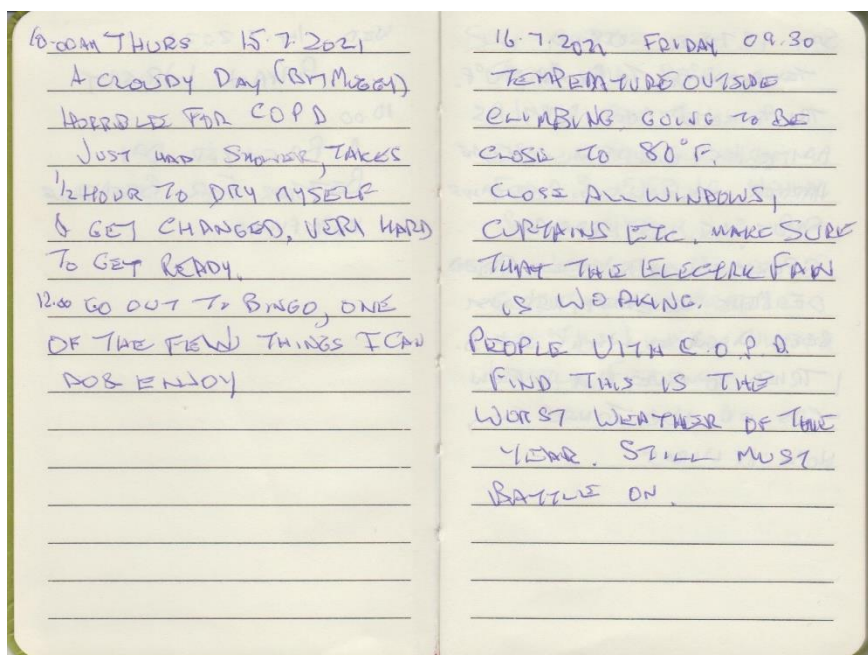 10.00AM THURS 15.7.2021
A CLOUDY DAY (BIT MUGGY)
HORRIBLE FOR COPD
JUST HAD SHOWER, TAKES
1/2 HOUR TO DRY MYSELF
& GET CHANGED, VERY HARD
TO GET READY.
12.00 GO OUT TO BINGO, ONE
OF THE FEW THINGS I CAN
DO & ENJOY
16.7.2021 FRIDAY 09.30
TEMPERATURE OUTSIDE
CLIMBING, GOING TO BE
CLOSE TO 80°F.
CLOSE ALL WINDOWS,
CURTAINS ETC. MAKE SURE
THAT THE ELECTRIC FAN
IS WORKING.
PEOPLE WITH C.O.P.D.
FIND THIS IS THE
WORST WEATHER OF THE
YEAR. STILL MUST
BATTLE ON.